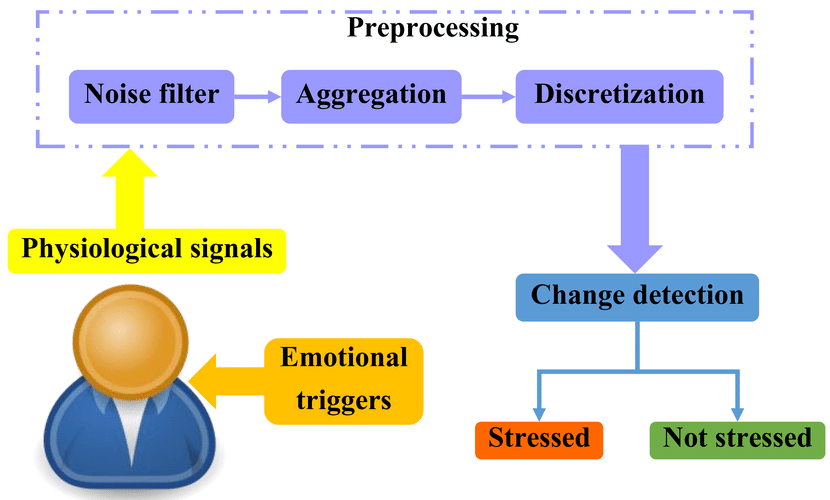 Preprocessing
Noise filter
Aggregation
Discretization
Physiological signals
Change detection
Emotional
triggers
Stressed
Not stressed